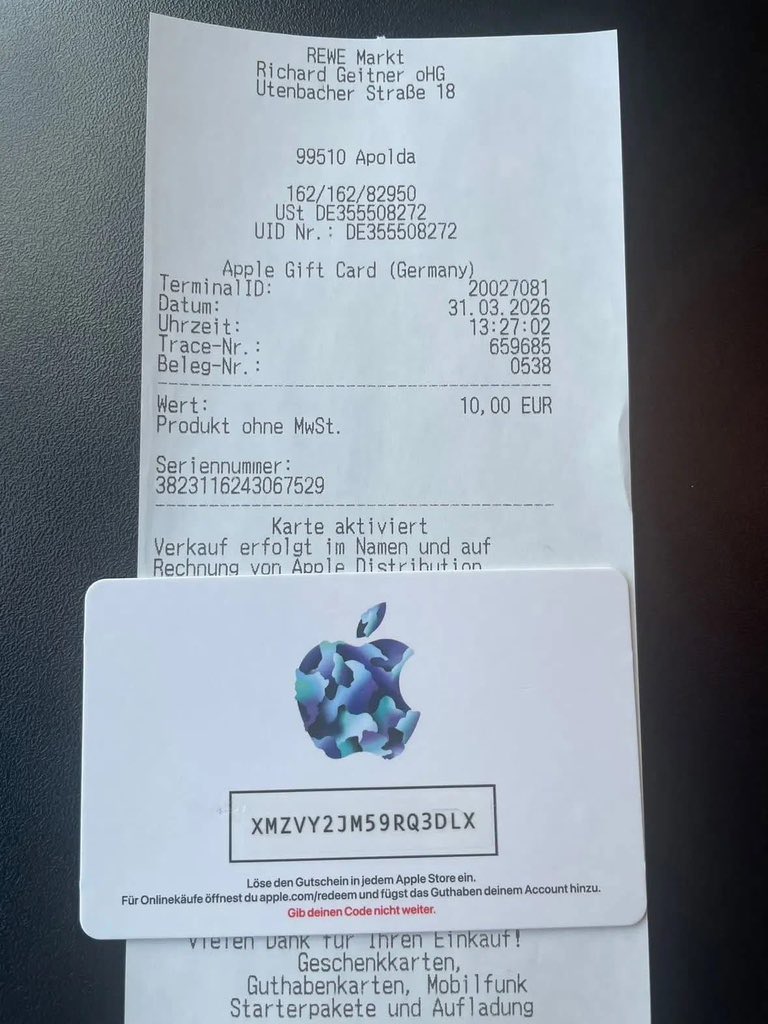 REWE Markt
Richard Geitner oHG
Utenbacher Straße 18
99510 Apolda
162/162/82950
USt DE355508272
UID Nr.: DE355508272
Apple Gift Card (Germany)
TerminalID: 20027081
Datum: 31.03.2026
Uhrzeit: 13:27:02
Trace-Nr.: 659685
Beleg-Nr.: 0538
Wert: 10,00 EUR
Produkt ohne MwSt.
Seriennummer:
3823116243067529
Karte aktiviert
Verkauf erfolgt im Namen und auf
Rechnung von Apple Distribution
XMZVY2JM59RQ3DLX
Löse den Gutschein in jedem Apple Store ein.
Für Onlinekäufe öffnest du apple.com/redeem und fügst das Guthaben deinem Account hinzu.
Gib deinen Code nicht weiter.
Vielen Dank für Ihren Einkauf!
Geschenkkarten,
Guthabenkarten, Mobilfunk
Starterpakete und Aufladung